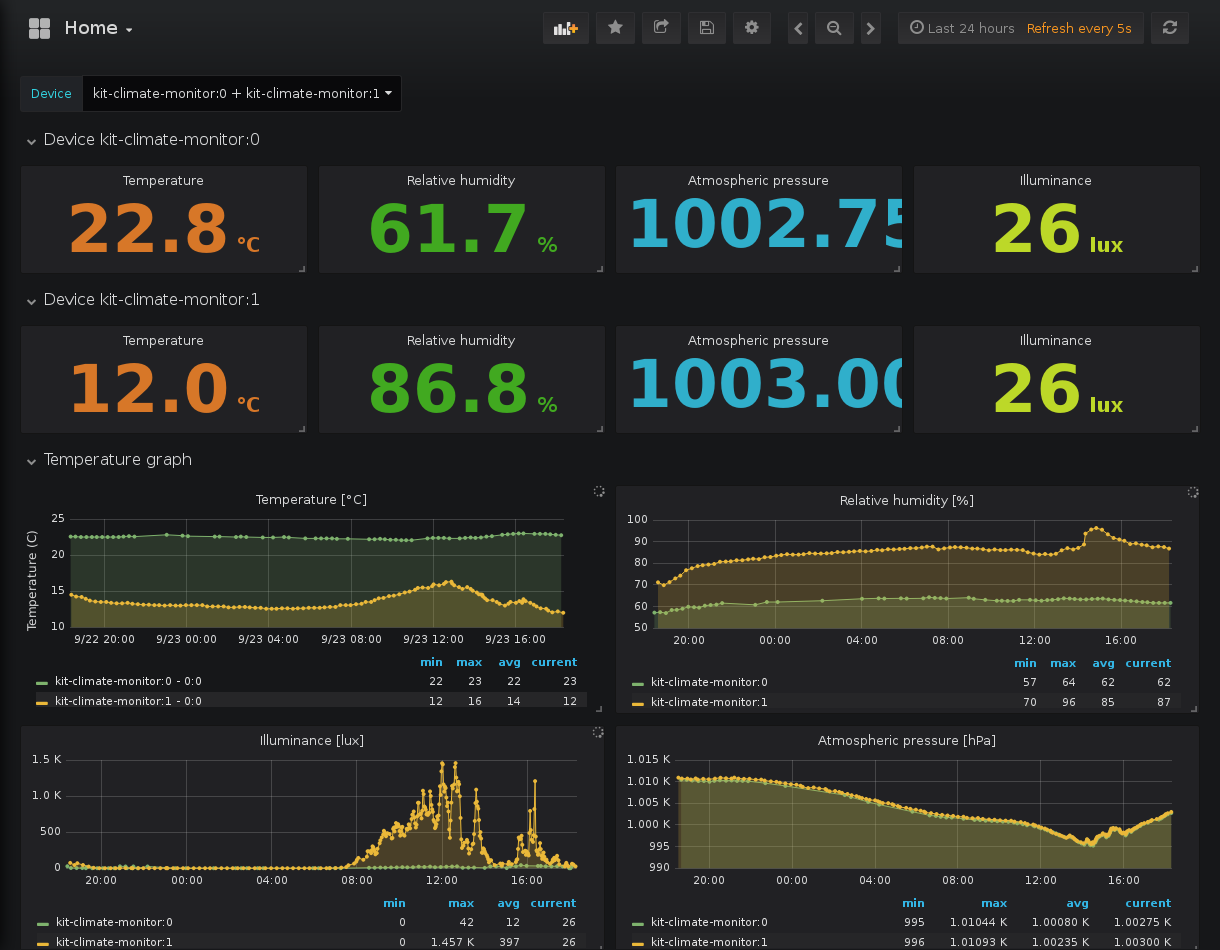 Home
Last 24 hours Refresh every 5s
Device kit-climate-monitor:0 + kit-climate-monitor:1
Device kit-climate-monitor:0
Temperature
22.8 °C
Relative humidity
61.7 %
Atmospheric pressure
1002.75
Illuminance
26 lux
Device kit-climate-monitor:1
Temperature
12.0 °C
Relative humidity
86.8 %
Atmospheric pressure
1003.00
Illuminance
26 lux
Temperature graph
Temperature [°C]
Temperature (C)
25
20
15
10
9/22 20:00 9/23 00:00 9/23 04:00 9/23 08:00 9/23 12:00 9/23 16:00
min max avg current
kit-climate-monitor:0 - 0:0 22 23 22 23
kit-climate-monitor:1 - 0:0 12 16 14 12
Relative humidity [%]
100
90
80
70
60
50
20:00 00:00 04:00 08:00 12:00 16:00
min max avg current
kit-climate-monitor:0 57 64 62 62
kit-climate-monitor:1 70 96 85 87
Illuminance [lux]
1.5 K
1.0 K
500
0
20:00 00:00 04:00 08:00 12:00 16:00
min max avg current
kit-climate-monitor:0 0 42 12 26
kit-climate-monitor:1 0 1.457 K 397 26
Atmospheric pressure [hPa]
1.015 K
1.010 K
1.005 K
1.000 K
995
990
20:00 00:00 04:00 08:00 12:00 16:00
min max avg current
kit-climate-monitor:0 995 1.01044 K 1.00080 K 1.00275 K
kit-climate-monitor:1 996 1.01093 K 1.00235 K 1.00300 K